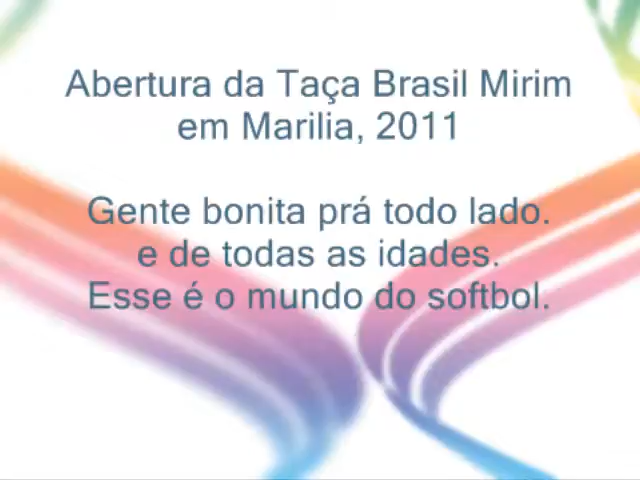 Abertura da Taça Brasil Mirim
em Marilia, 2011
Gente bonita prá todo lado.
e de todas as idades.
Esse é o mundo do softbol.